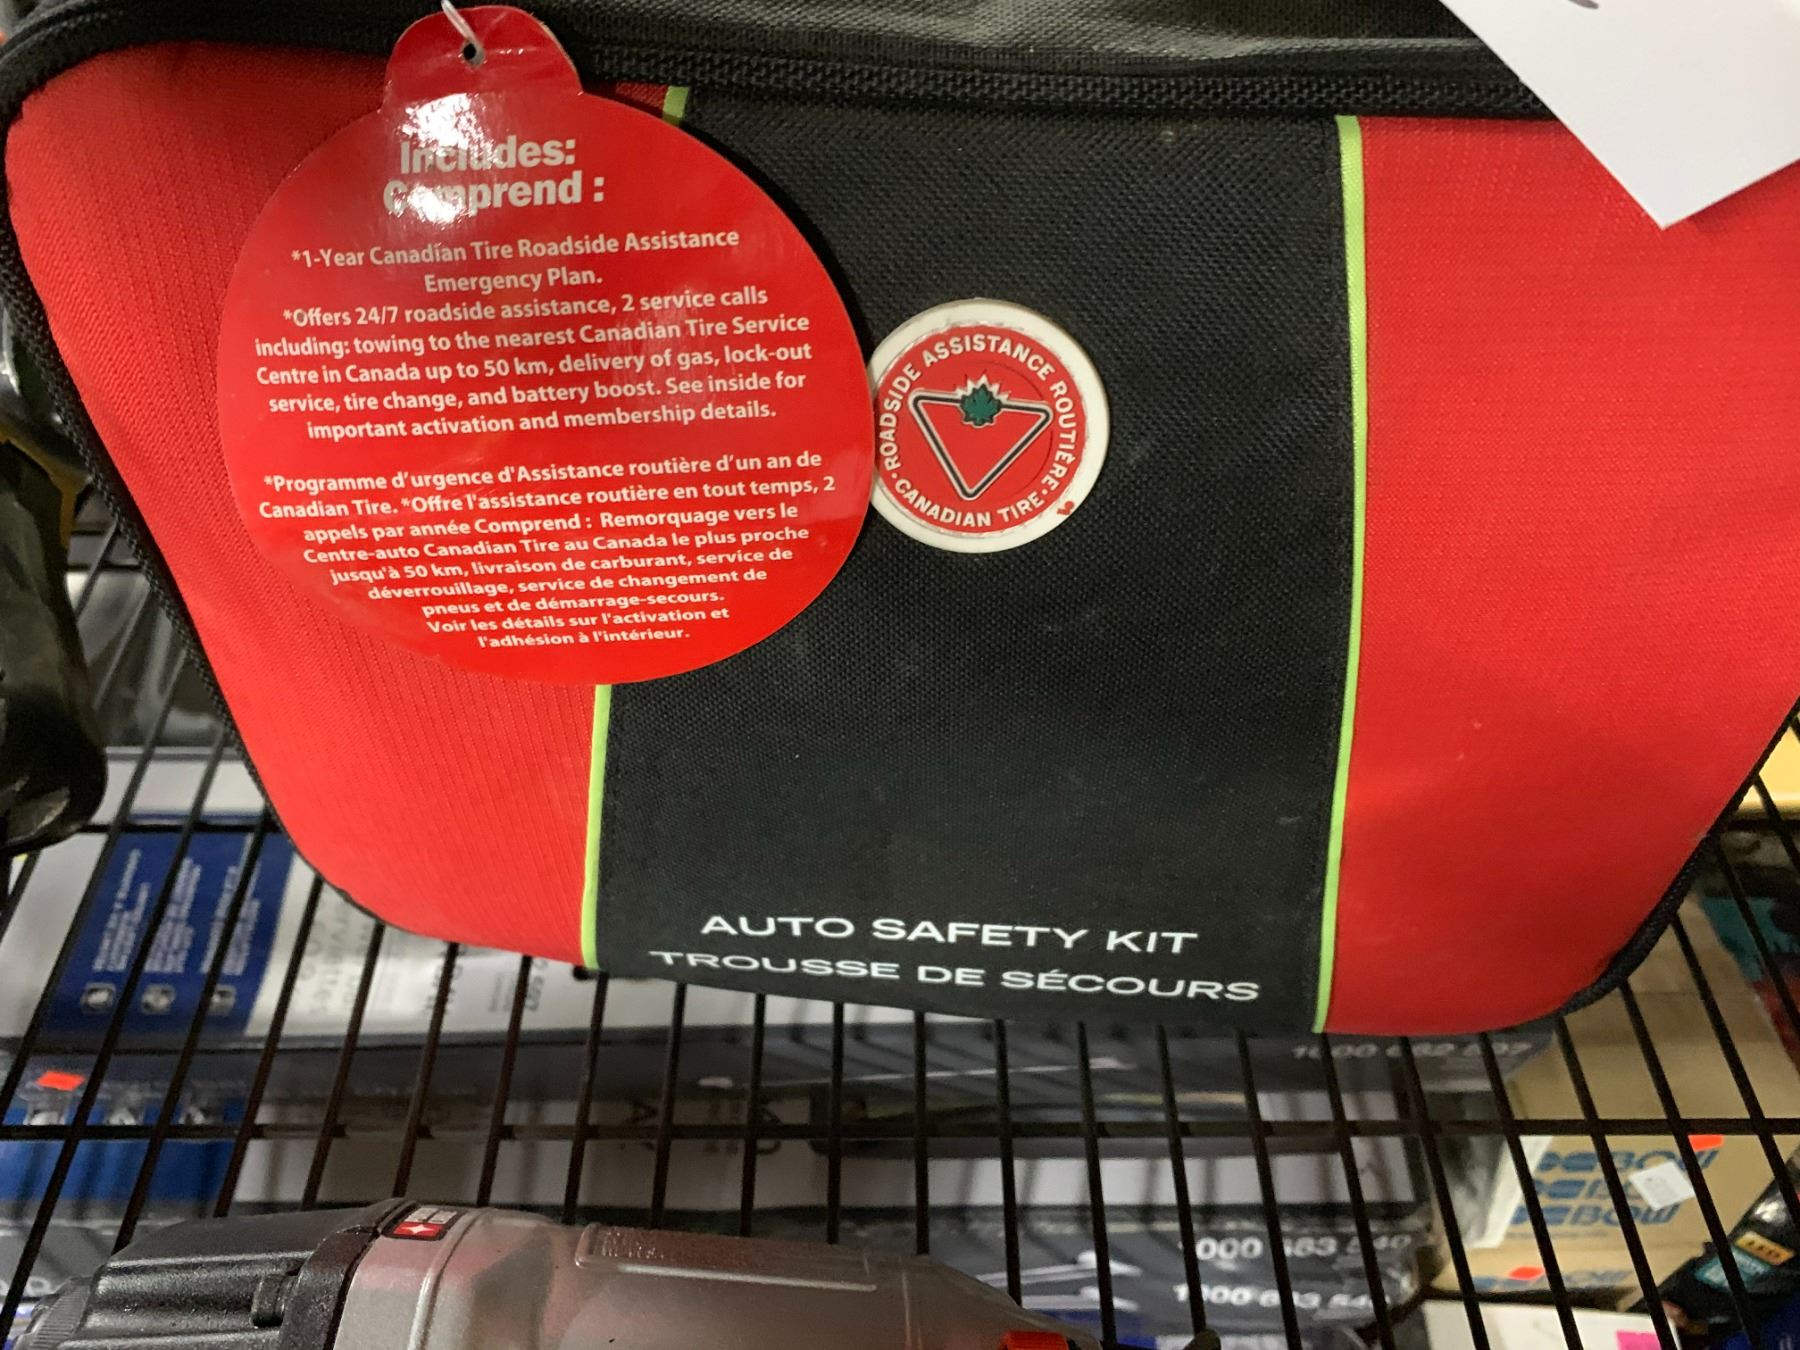 Includes:
Comprend :
*1-Year Canadian Tire Roadside Assistance
Emergency Plan.
*Offers 24/7 roadside assistance, 2 service calls
including: towing to the nearest Canadian Tire Service
Centre in Canada up to 50 km, delivery of gas, lock-out
service, tire change, and battery boost. See inside for
important activation and membership details.
*Programme d'urgence d'Assistance routière d'un an de
Canadian Tire. *Offre l'assistance routière en tout temps, 2
appels par année Comprend : Remorquage vers le
Centre-auto Canadian Tire au Canada le plus proche
jusqu'à 50 km, livraison de carburant, service de
déverrouillage, service de changement de
pneus et de démarrage-secours.
Voir les détails sur l'activation et
l'adhésion à l'intérieur.
ROADSIDE ASSISTANCE ROUTIÈRE
• CANADIAN TIRE •
AUTO SAFETY KIT
TROUSSE DE SÉCOURS
BOW
BOW
BOW
LED